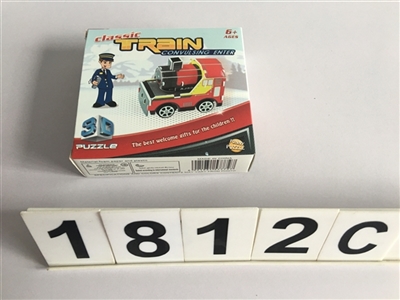 classic
TRAIN
CONVULSING ENTER
6+
AGES
3D
PUZZLE
The best welcome gifts for the children !!
1812C